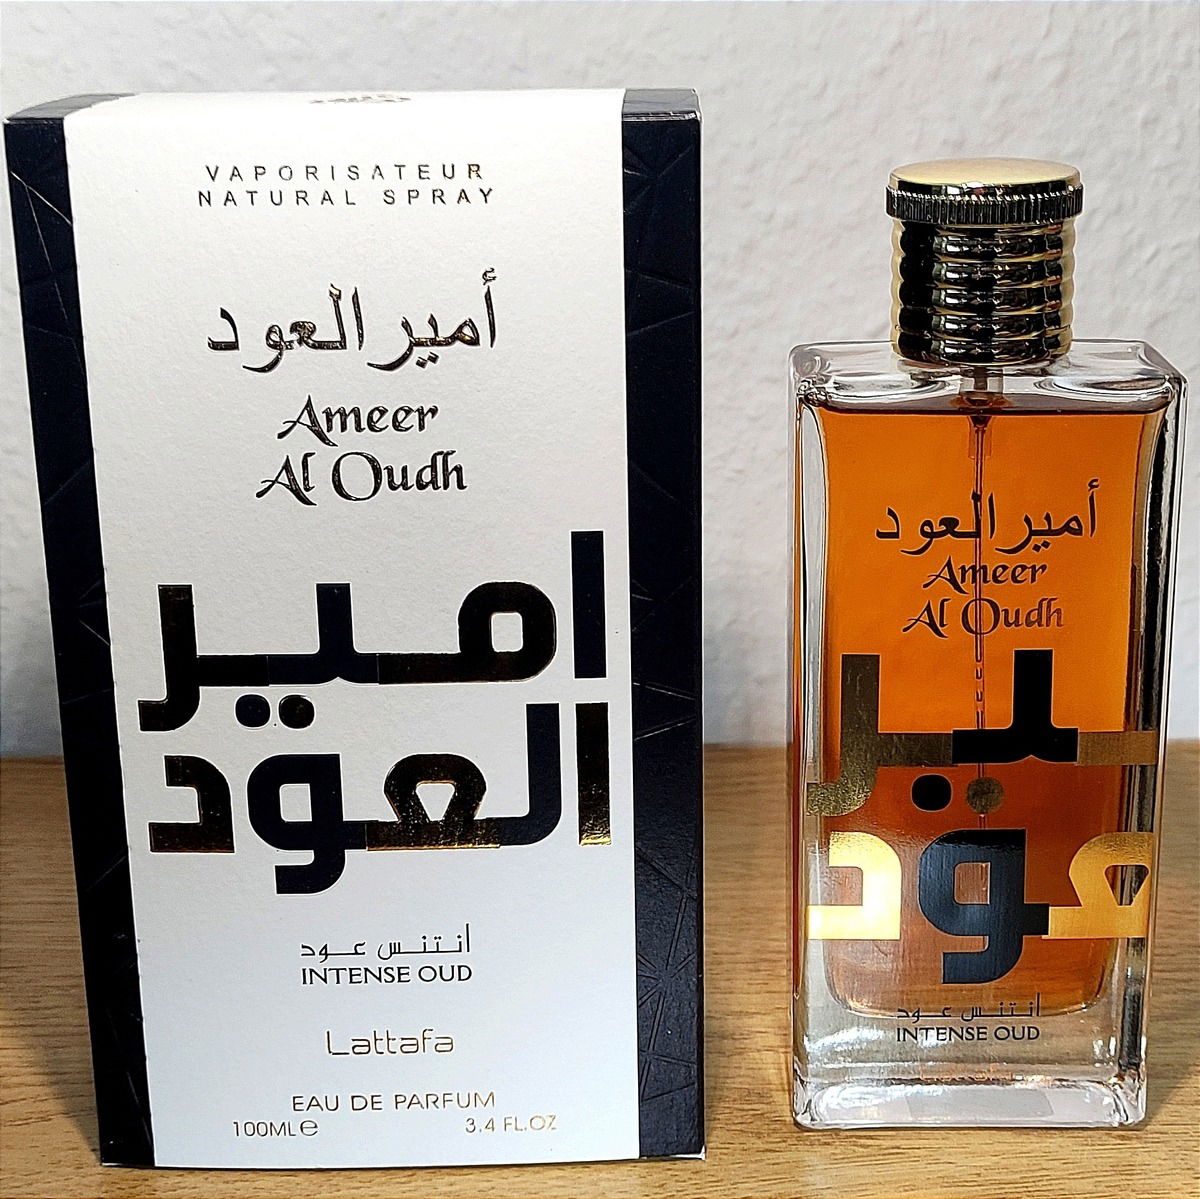 VAPORISATEUR
NATURAL SPRAY
أمير العود
Ameer
Al Oudh
امير
العود
انتنس عود
INTENSE OUD
Lattafa
EAU DE PARFUM
100ML e 3.4 FL.OZ
أمير العود
Ameer
Al Oudh
ير
عود
انتنس عود
INTENSE OUD